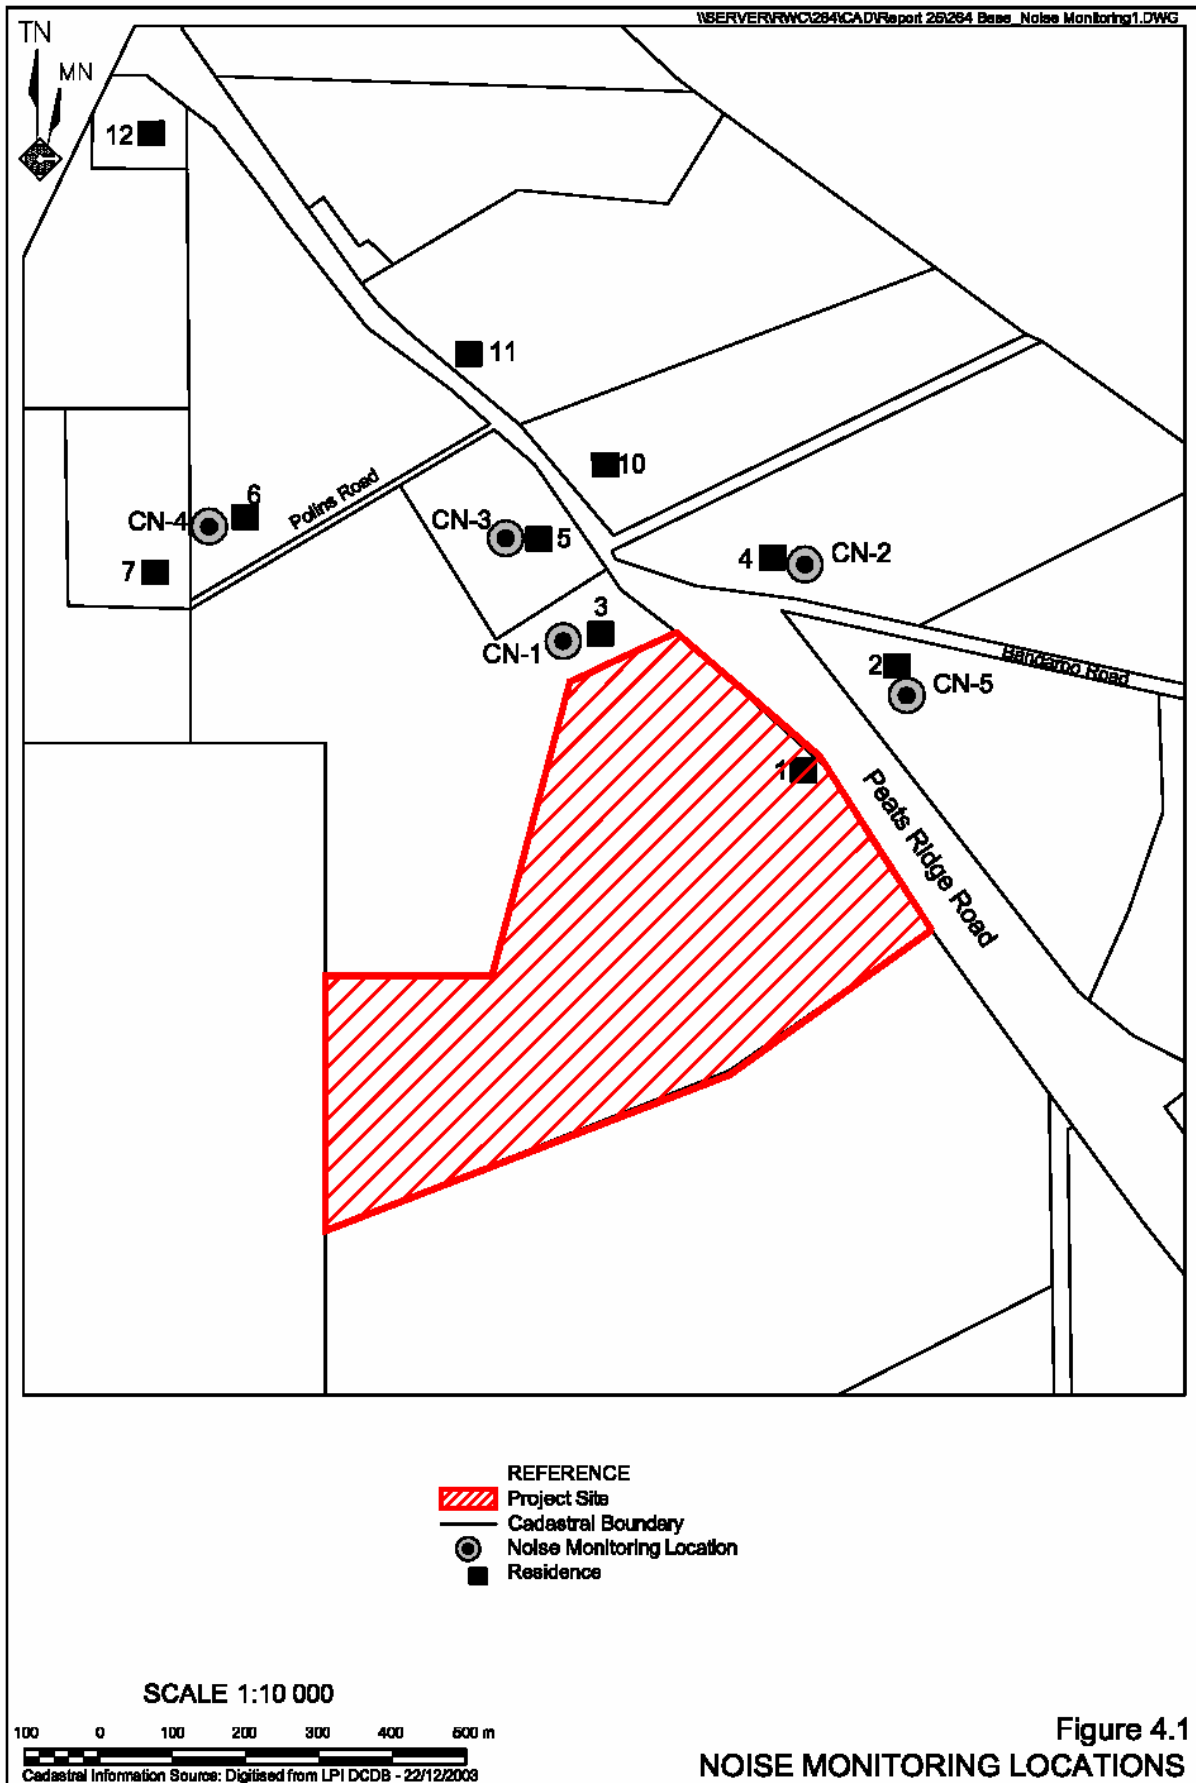 \\SERVER\RWC\264\CAD\Report 25\264 Base_Noise Monitoring1.DWG
TN
MN
12
11
10
6
Polins Road
CN-4
CN-3
5
7
4
CN-2
3
CN-1
2
Bandaroo Road
CN-5
1
Peats Ridge Road
REFERENCE
Project Site
Cadastral Boundary
Noise Monitoring Location
Residence
SCALE 1:10 000
100 0 100 200 300 400 500 m
Cadastral Information Source: Digitised from LPI DCDB - 22/12/2003
Figure 4.1
NOISE MONITORING LOCATIONS